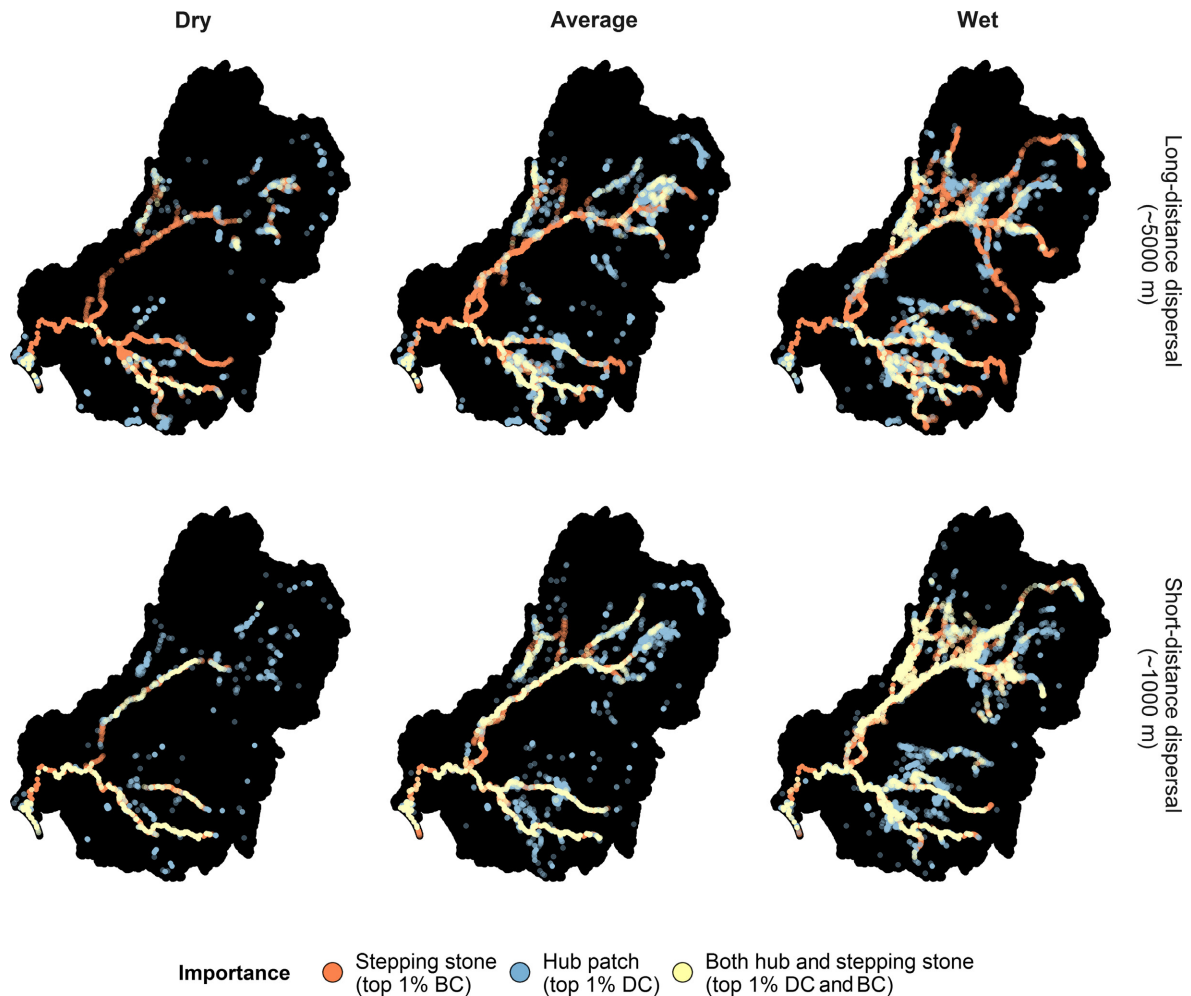 Dry
Average
Wet
Long-distance dispersal
(~5000 m)
Short-distance dispersal
(~1000 m)
Importance
Stepping stone
(top 1% BC)
Hub patch
(top 1% DC)
Both hub and stepping stone
(top 1% DC and BC)